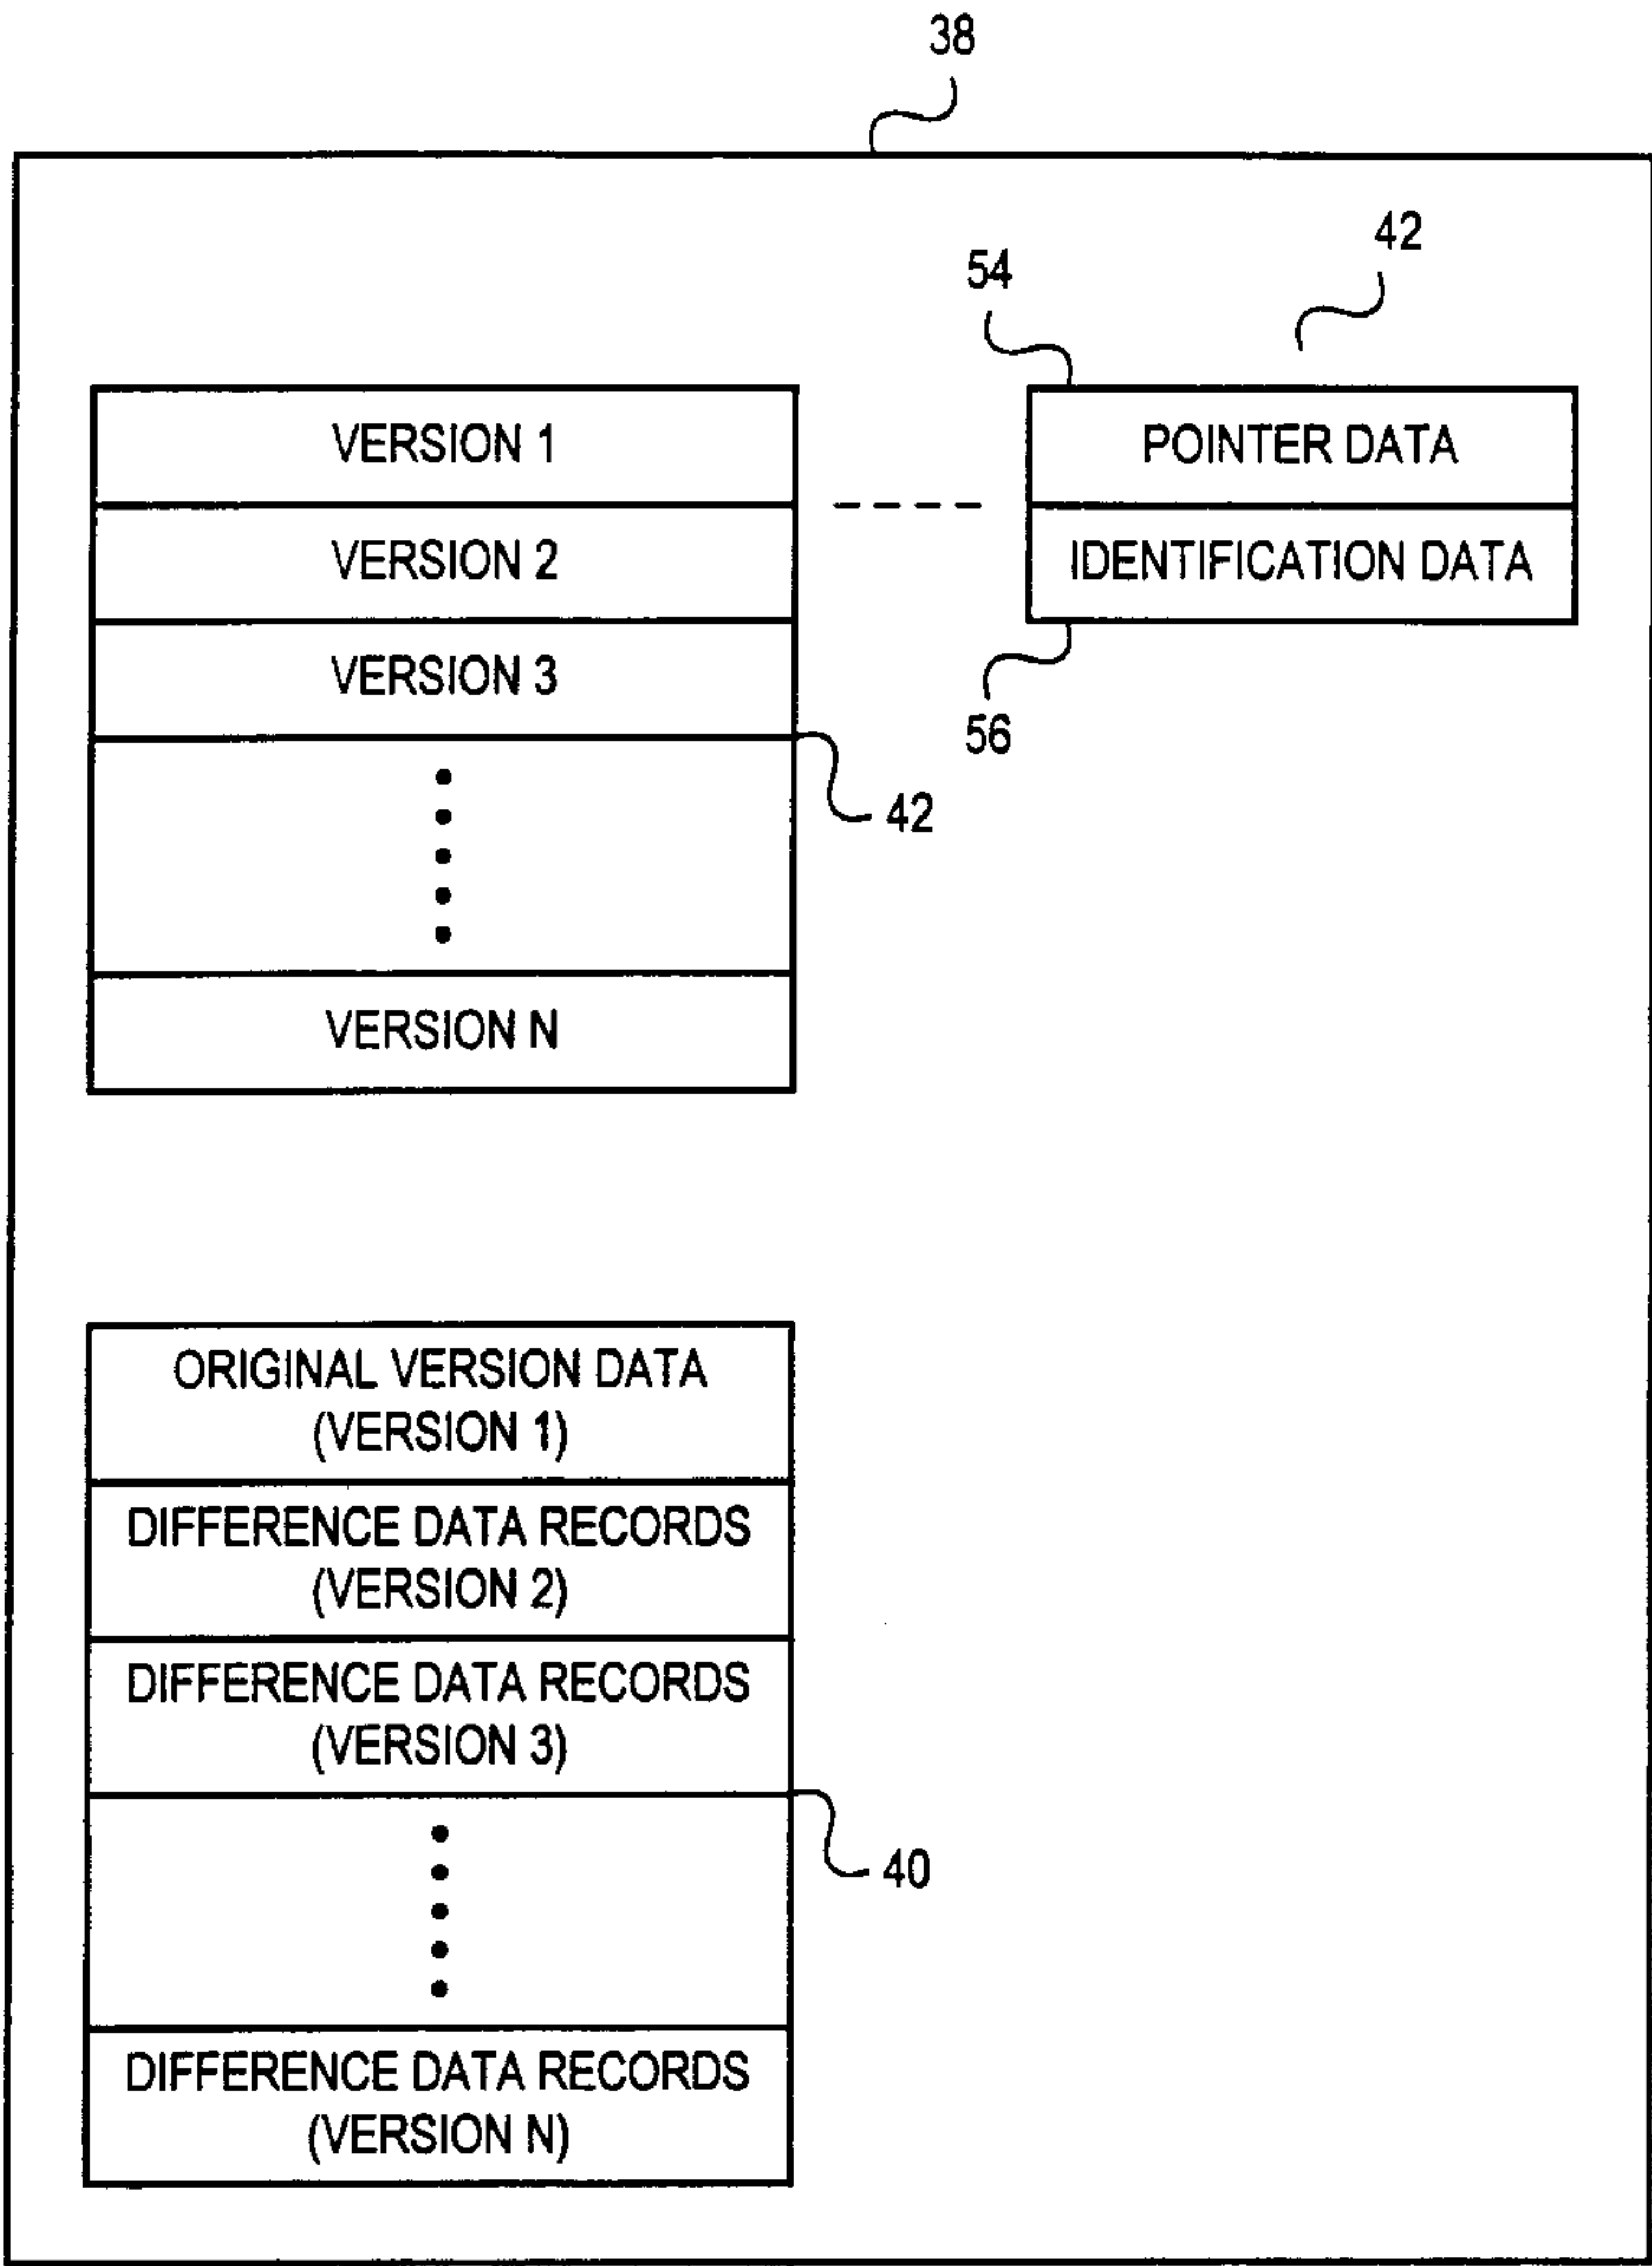 38
42
54
VERSION 1
POINTER DATA
VERSION 2
IDENTIFICATION DATA
VERSION 3
56
42
VERSION N
ORIGINAL VERSION DATA
(VERSION 1)
DIFFERENCE DATA RECORDS
(VERSION 2)
DIFFERENCE DATA RECORDS
(VERSION 3)
40
DIFFERENCE DATA RECORDS
(VERSION N)